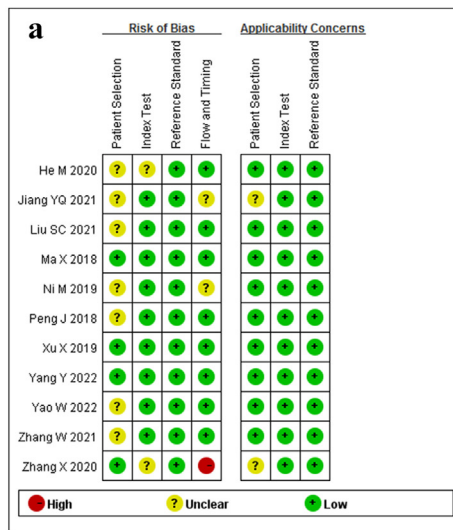 a
Risk of Bias Applicability Concerns
Patient Selection Index Test Reference Standard Flow and Timing Patient Selection Index Test Reference Standard
He M 2020 ? ? + + + + +
Jiang YQ 2021 ? + + ? ? + +
Liu SC 2021 ? + + + + + +
Ma X 2018 + + + + + + +
Ni M 2019 ? + + ? + + +
Peng J 2018 ? + + + + + +
Xu X 2019 + + + + + + +
Yang Y 2022 + + + + + + +
Yao W 2022 ? + + + + + +
Zhang W 2021 ? + + + + + +
Zhang X 2020 + ? + - ? + +
- High ? Unclear + Low